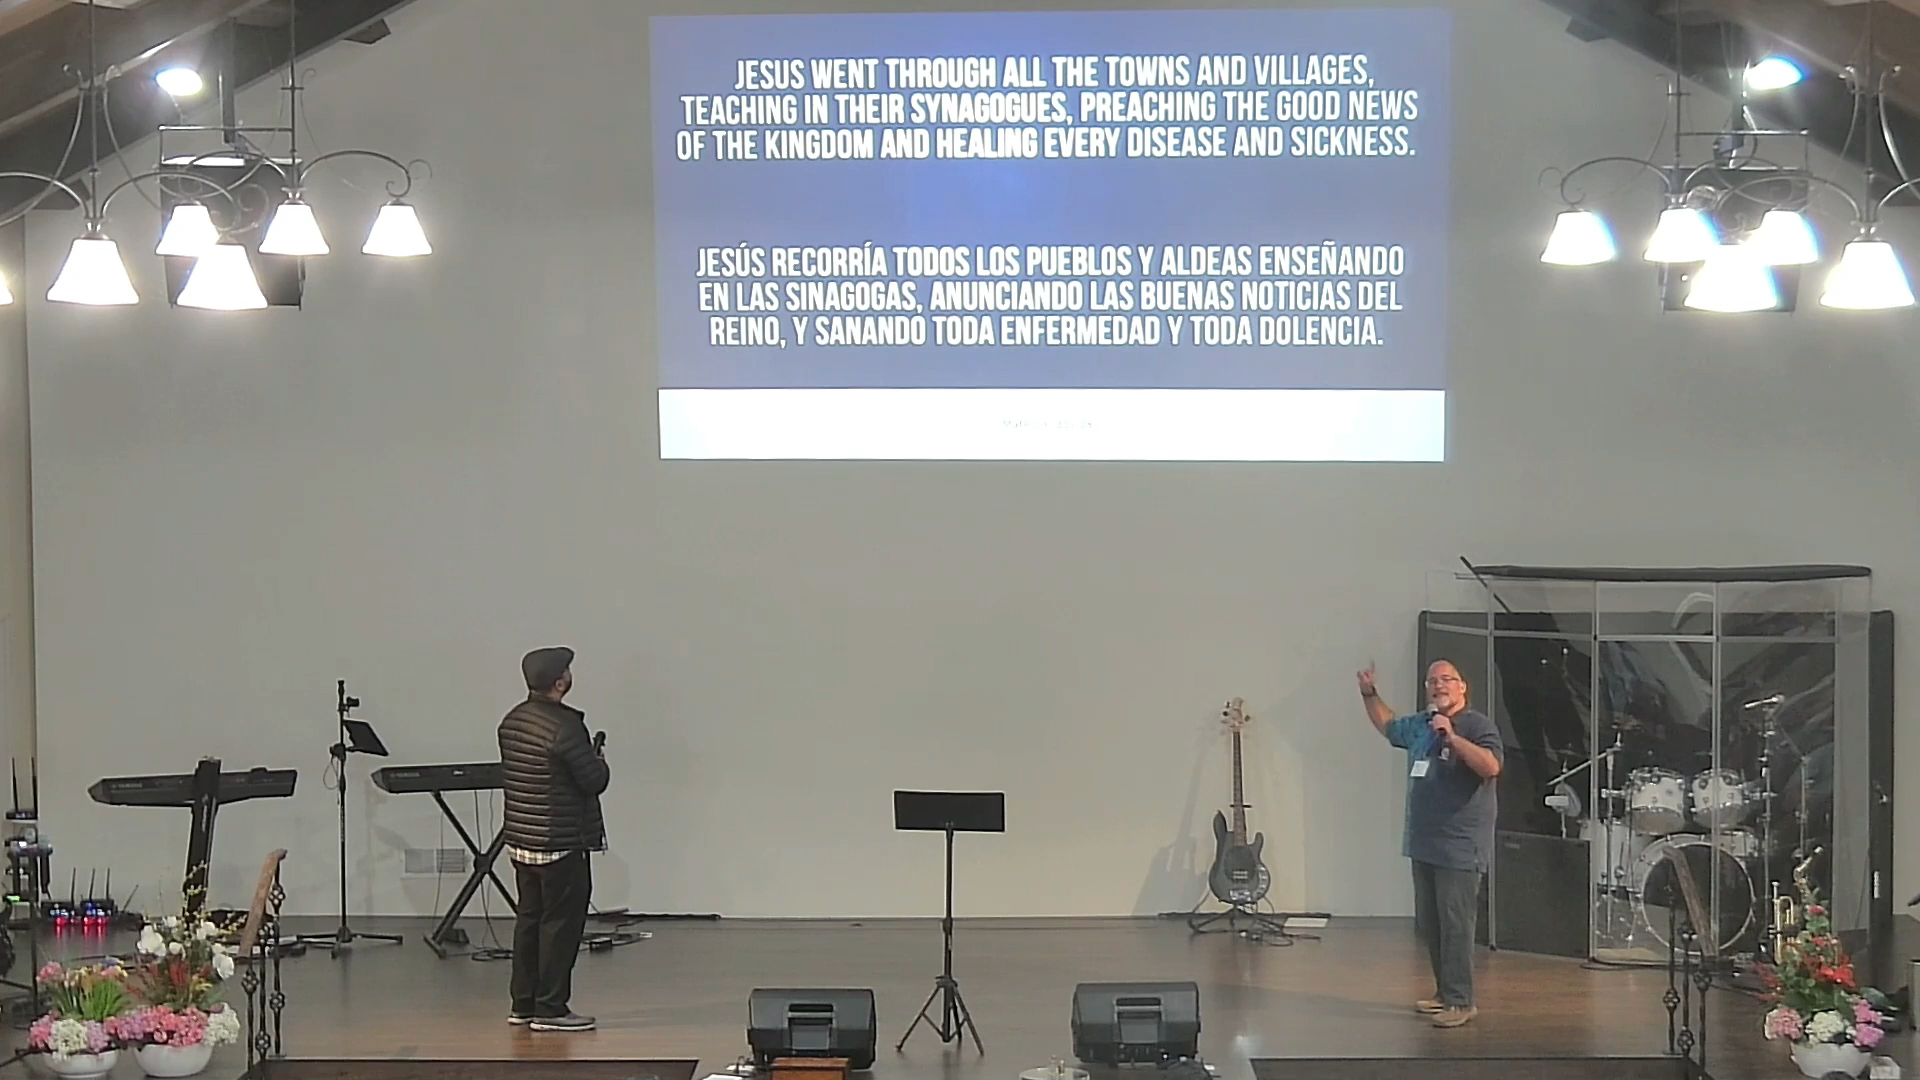 JESUS WENT THROUGH ALL THE TOWNS AND VILLAGES,
TEACHING IN THEIR SYNAGOGUES, PREACHING THE GOOD NEWS
OF THE KINGDOM AND HEALING EVERY DISEASE AND SICKNESS.
JESÚS RECORRÍA TODOS LOS PUEBLOS Y ALDEAS ENSEÑANDO
EN LAS SINAGOGAS, ANUNCIANDO LAS BUENAS NOTICIAS DEL
REINO, Y SANANDO TODA ENFERMEDAD Y TODA DOLENCIA.